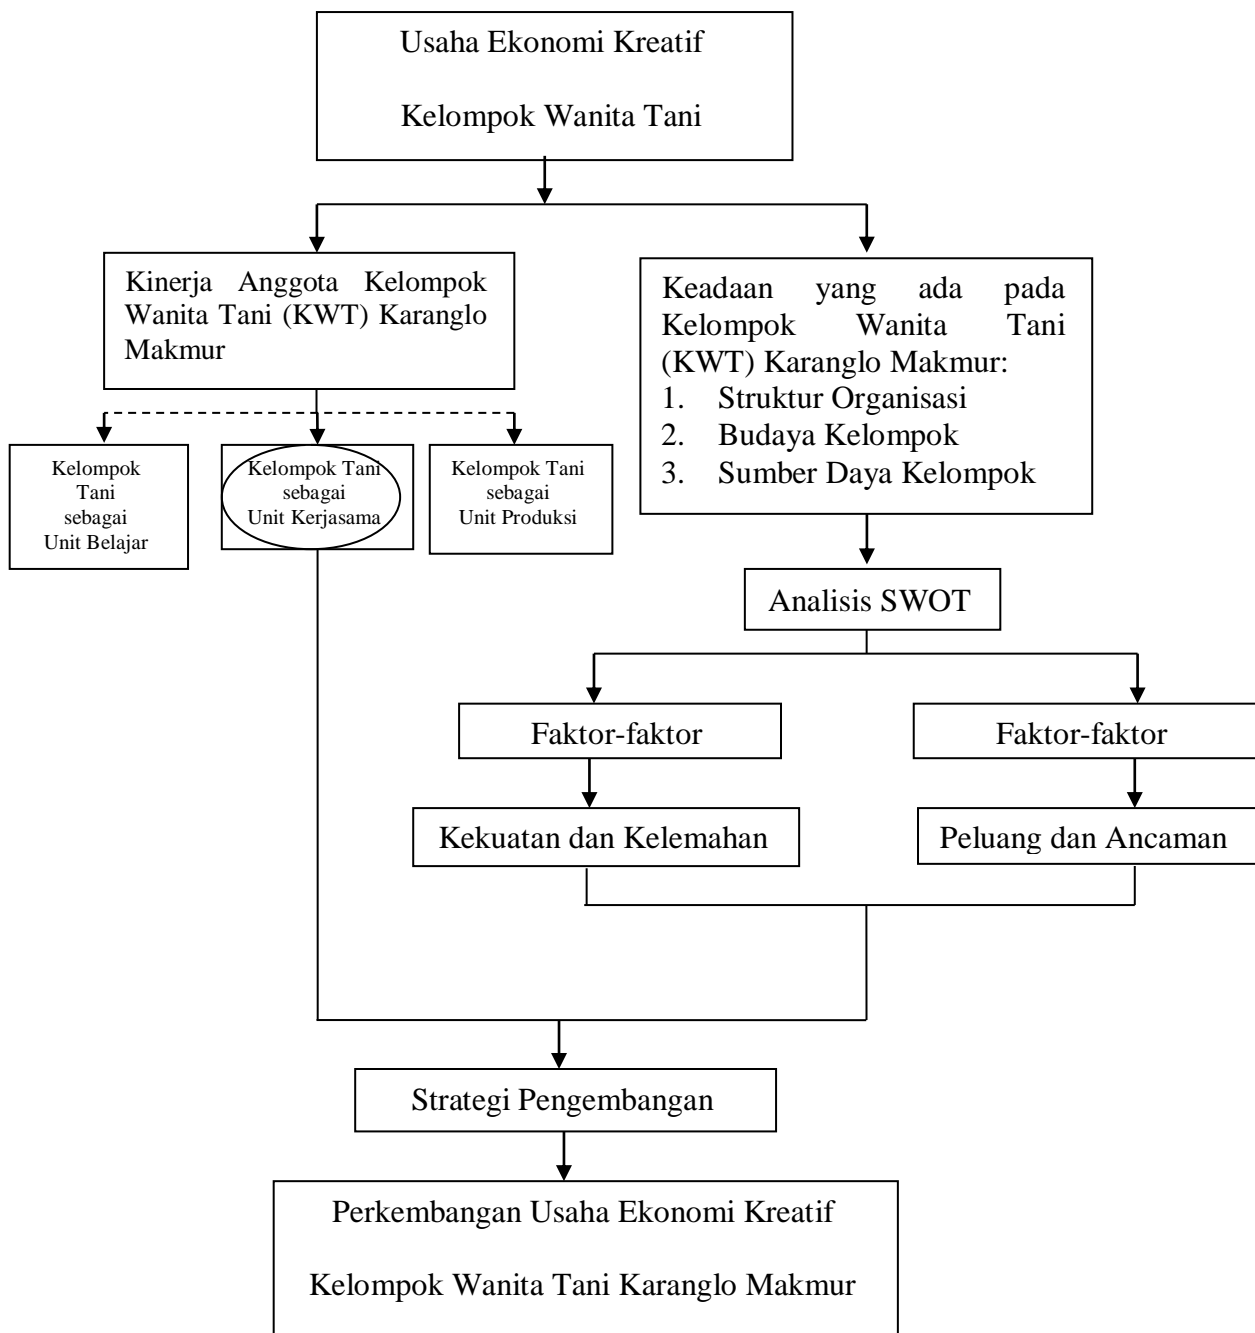 Usaha Ekonomi Kreatif
Kelompok Wanita Tani
Kinerja Anggota Kelompok
Wanita Tani (KWT) Karanglo
Makmur
Keadaan yang ada pada
Kelompok Wanita Tani
(KWT) Karanglo Makmur:
1. Struktur Organisasi
2. Budaya Kelompok
3. Sumber Daya Kelompok
Kelompok
Tani
sebagai
Unit Belajar
Kelompok Tani
sebagai
Unit Kerjasama
Kelompok Tani
sebagai
Unit Produksi
Analisis SWOT
Faktor-faktor
Faktor-faktor
Kekuatan dan Kelemahan
Peluang dan Ancaman
Strategi Pengembangan
Perkembangan Usaha Ekonomi Kreatif
Kelompok Wanita Tani Karanglo Makmur